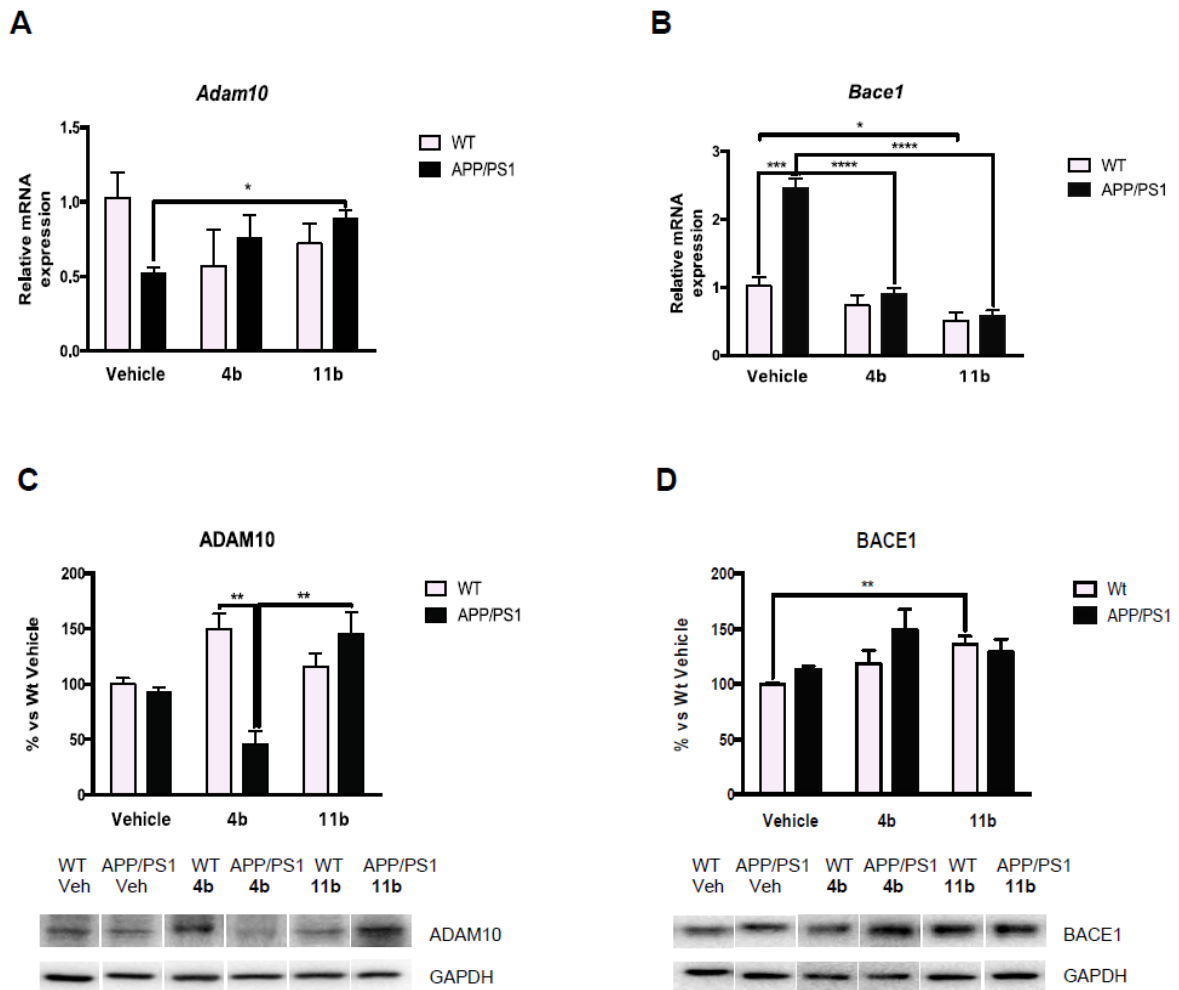 A
Adam10
Relative mRNA
expression
1.5
1.0
0.5
0.0
*
Vehicle 4b 11b
WT
APP/PS1
B
Bace1
Relative mRNA
expression
3
2
1
0
*
****
*** ****
Vehicle 4b 11b
WT
APP/PS1
C
ADAM10
% vs Wt Vehicle
200
150
100
50
0
** **
Vehicle 4b 11b
WT
APP/PS1
WT APP/PS1 WT APP/PS1 WT APP/PS1
Veh Veh 4b 4b 11b 11b
ADAM10
GAPDH
D
BACE1
% vs Wt Vehicle
200
150
100
50
0
**
Vehicle 4b 11b
Wt
APP/PS1
WT APP/PS1 WT APP/PS1 WT APP/PS1
Veh Veh 4b 4b 11b 11b
BACE1
GAPDH